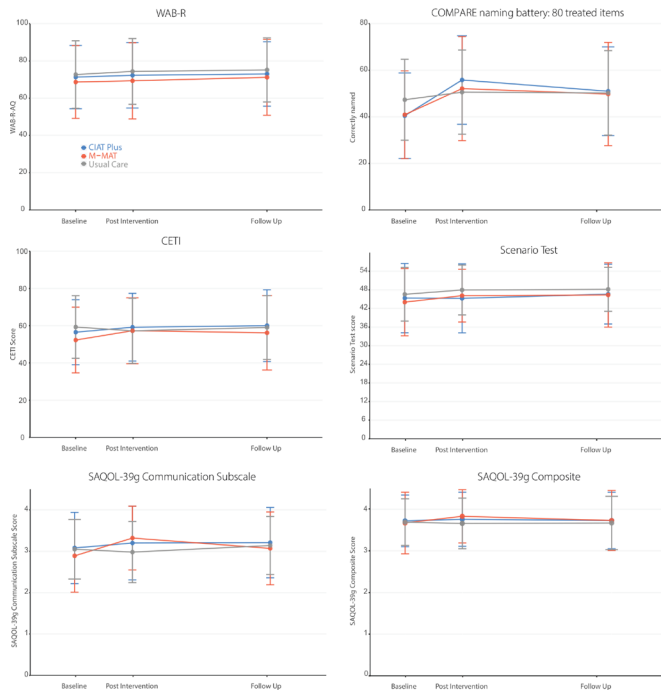 WAB-R
WAB-R-AQ
100
80
60
40
20
0
CIAT Plus
M-MAT
Usual Care
Baseline
Post Intervention
Follow Up
COMPARE naming battery: 80 treated items
Correctly named
80
60
40
20
0
Baseline
Post Intervention
Follow Up
CETI
CETI Score
100
80
60
40
20
0
Baseline
Post Intervention
Follow Up
Scenario Test
Scenario Test score
54
48
42
36
30
24
18
12
6
0
Baseline
Post Intervention
Follow Up
SAQOL-39g Communication Subscale
SAQOL-39g Communication Subscale Score
4
3
2
1
0
Baseline
Post Intervention
Follow Up
SAQOL-39g Composite
SAQOL-39g Composite Score
4
3
2
1
0
Baseline
Post Intervention
Follow Up